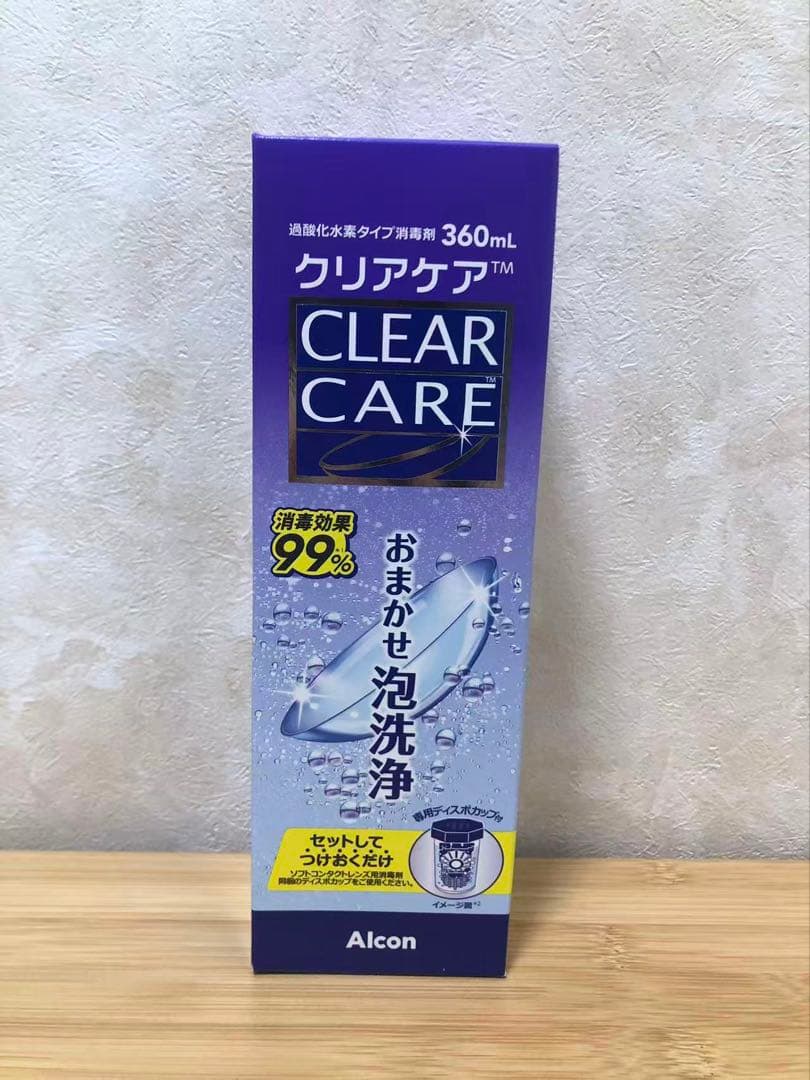 過酸化水素タイプ消毒剤 360mL
クリアケア™
CLEAR
CARE™
消毒効果
99%
おまかせ泡洗浄
専用ディスポカップ付
セットして
つけおくだけ
ソフトコンタクトレンズ用消毒剤
同梱のディスポカップをご使用ください。
イメージ図*2
Alcon